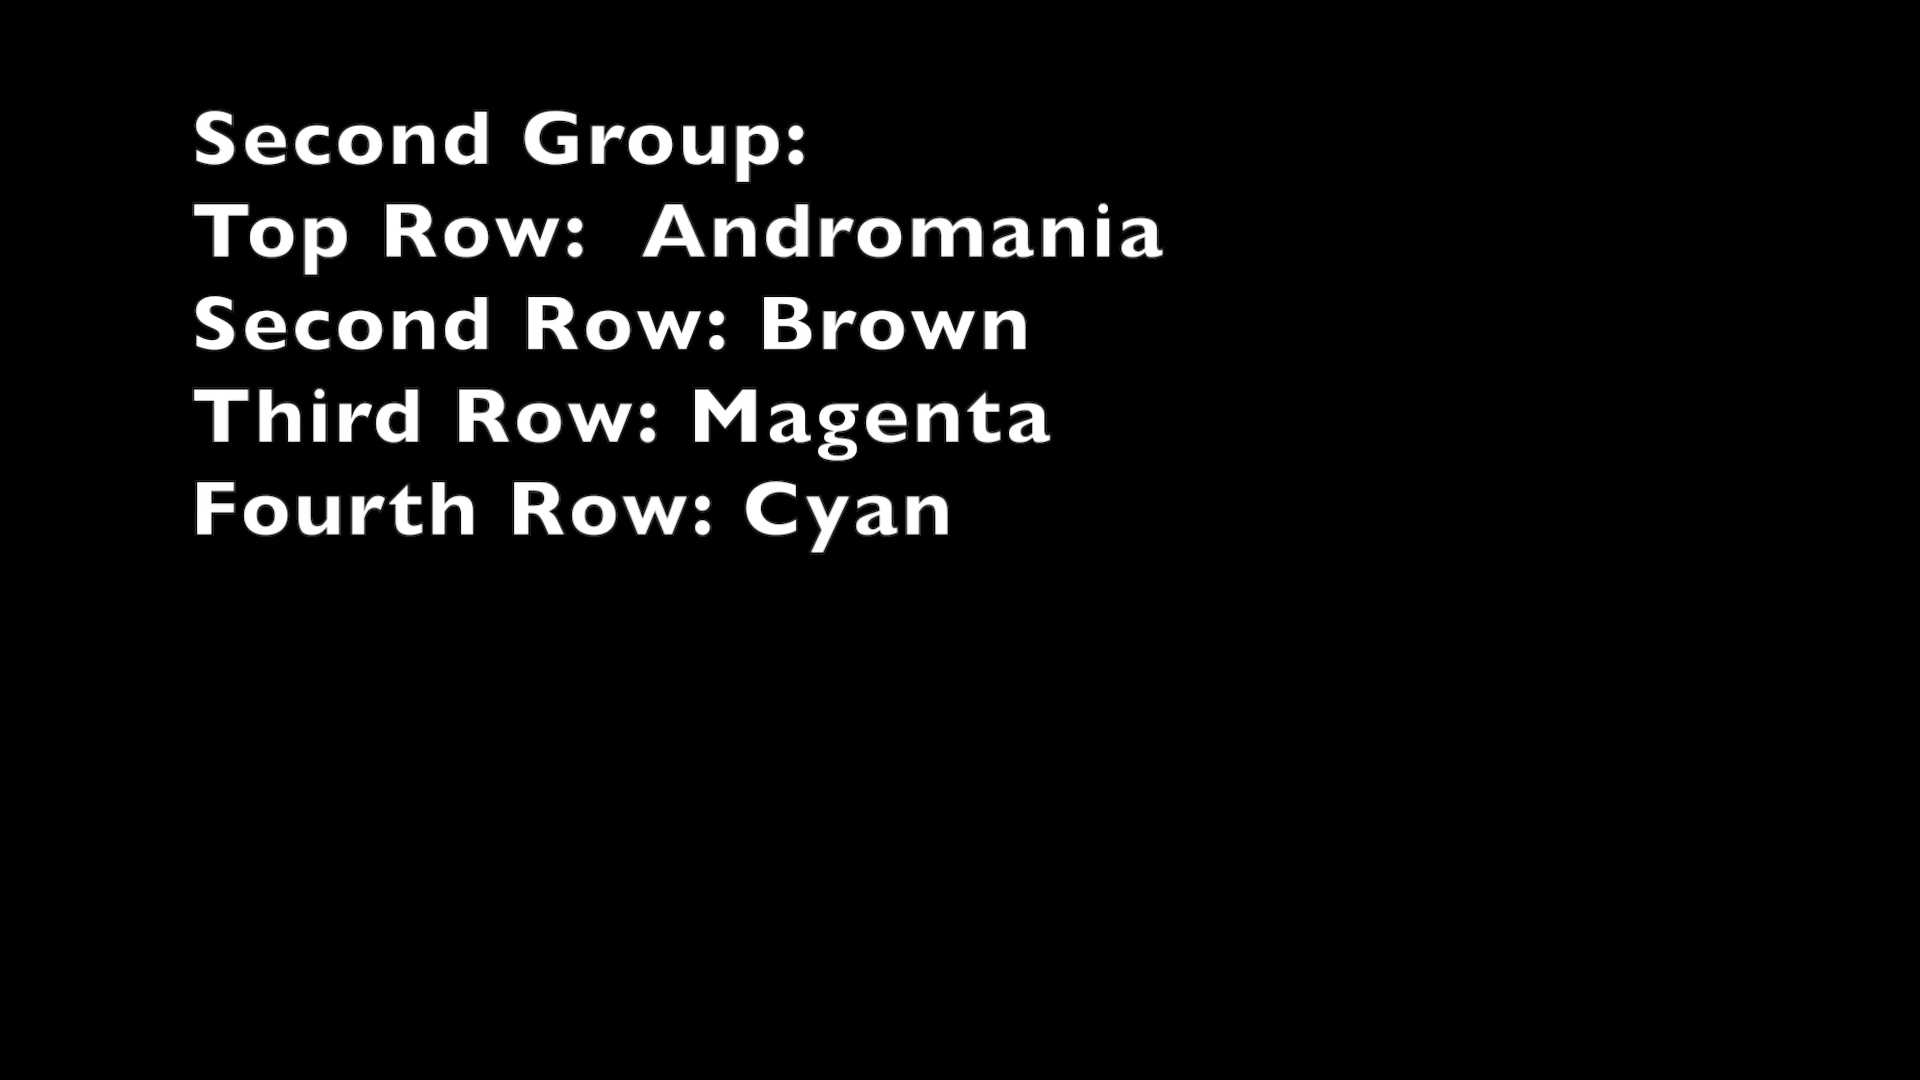 Second Group:
Top Row:  Andromania
Second Row: Brown
Third Row: Magenta
Fourth Row: Cyan